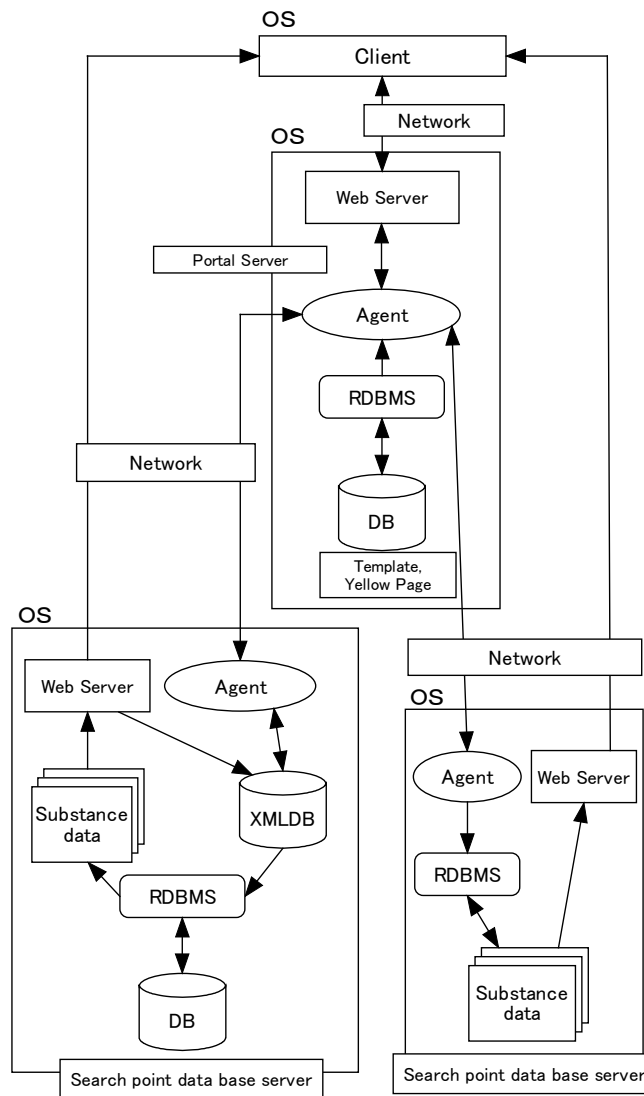 OS
Client
Network
OS
Web Server
Portal Server
Agent
RDBMS
DB
Template,
Yellow Page
Network
OS
Web Server
Agent
Substance
data
XMLDB
RDBMS
DB
Search point data base server
Network
OS
Agent
Web Server
RDBMS
Substance
data
Search point data base server